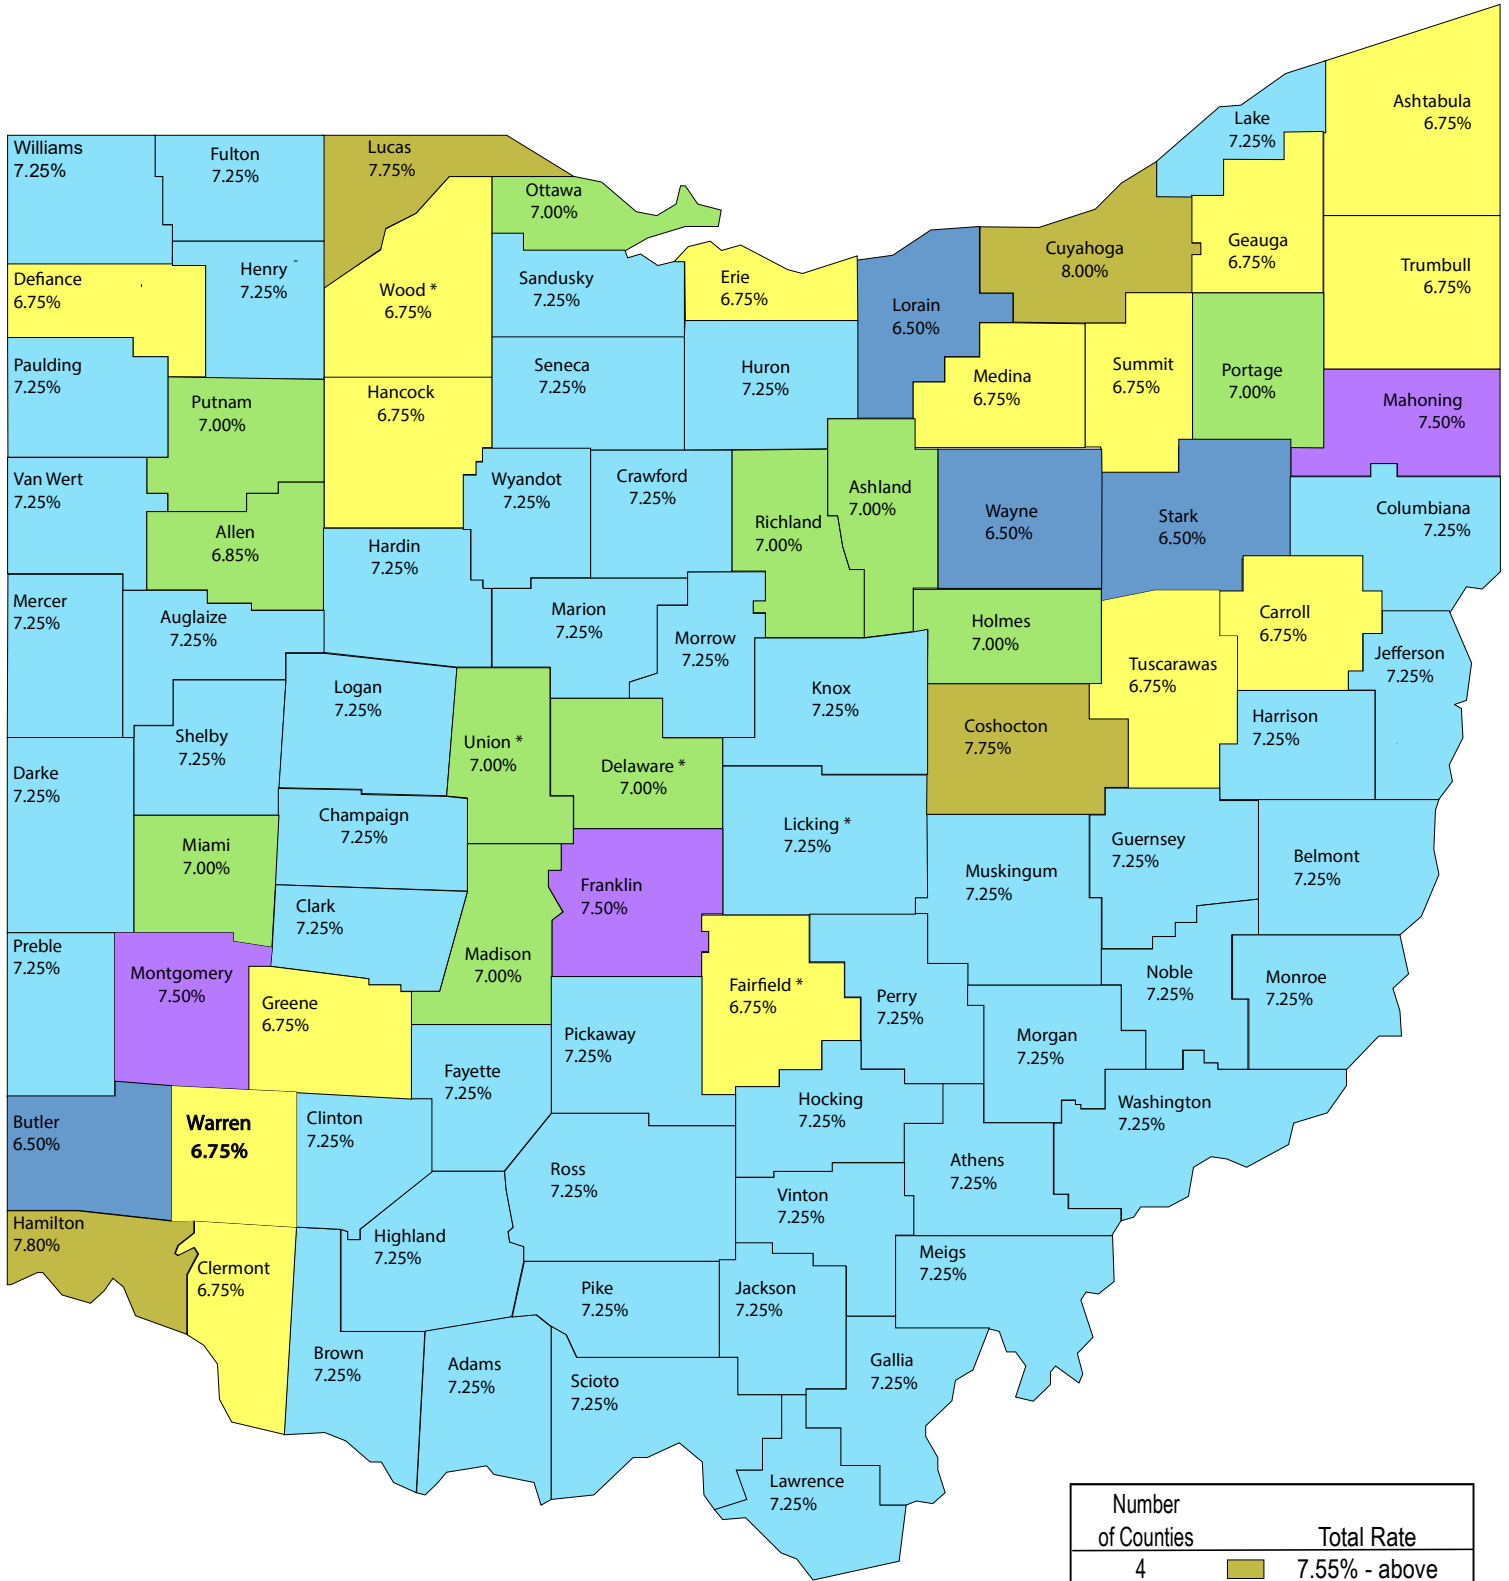 Ashtabula
6.75%
Lake
7.25%
Williams
7.25%
Fulton
7.25%
Lucas
7.75%
Ottawa
7.00%
Cuyahoga
8.00%
Geauga
6.75%
Trumbull
6.75%
Defiance
6.75%
Henry -
7.25%
Wood *
6.75%
Sandusky
7.25%
Erie
6.75%
Lorain
6.50%
Paulding
7.25%
Putnam
7.00%
Hancock
6.75%
Seneca
7.25%
Huron
7.25%
Medina
6.75%
Summit
6.75%
Portage
7.00%
Mahoning
7.50%
Van Wert
7.25%
Allen
6.85%
Wyandot
7.25%
Crawford
7.25%
Richland
7.00%
Ashland
7.00%
Wayne
6.50%
Stark
6.50%
Columbiana
7.25%
Hardin
7.25%
Mercer
7.25%
Auglaize
7.25%
Marion
7.25%
Morrow
7.25%
Holmes
7.00%
Carroll
6.75%
Jefferson
7.25%
Logan
7.25%
Knox
7.25%
Tuscarawas
6.75%
Shelby
7.25%
Union *
7.00%
Delaware *
7.00%
Coshocton
7.75%
Harrison
7.25%
Darke
7.25%
Champaign
7.25%
Licking *
7.25%
Miami
7.00%
Muskingum
7.25%
Guernsey
7.25%
Belmont
7.25%
Franklin
7.50%
Clark
7.25%
Madison
7.00%
Preble
7.25%
Montgomery
7.50%
Greene
6.75%
Fairfield *
6.75%
Perry
7.25%
Noble
7.25%
Monroe
7.25%
Pickaway
7.25%
Morgan
7.25%
Fayette
7.25%
Hocking
7.25%
Washington
7.25%
Butler
6.50%
Warren
6.75%
Clinton
7.25%
Ross
7.25%
Athens
7.25%
Vinton
7.25%
Hamilton
7.80%
Highland
7.25%
Clermont
6.75%
Meigs
7.25%
Pike
7.25%
Jackson
7.25%
Brown
7.25%
Adams
7.25%
Scioto
7.25%
Gallia
7.25%
Lawrence
7.25%
Number
of Counties Total Rate
4 7.55% - above